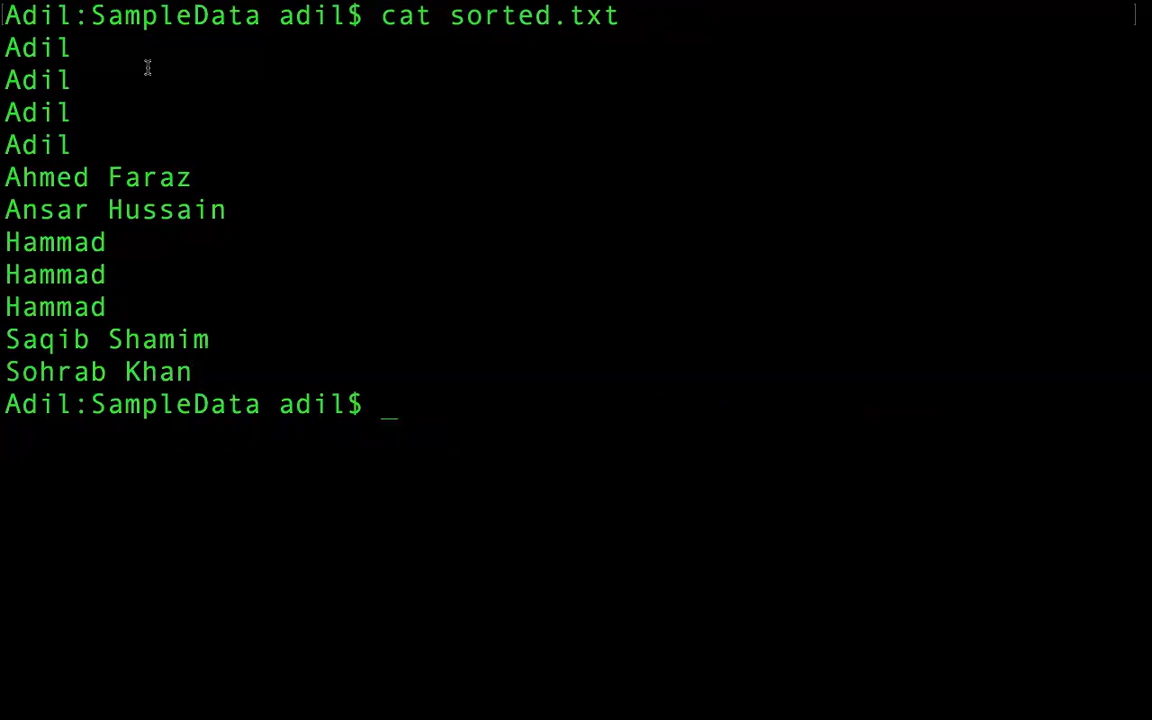 Adil:SampleData adil$ cat sorted.txt
Adil
Adil
Adil
Adil
Ahmed Faraz
Ansar Hussain
Hammad
Hammad
Hammad
Saqib Shamim
Sohrab Khan
Adil:SampleData adil$ _